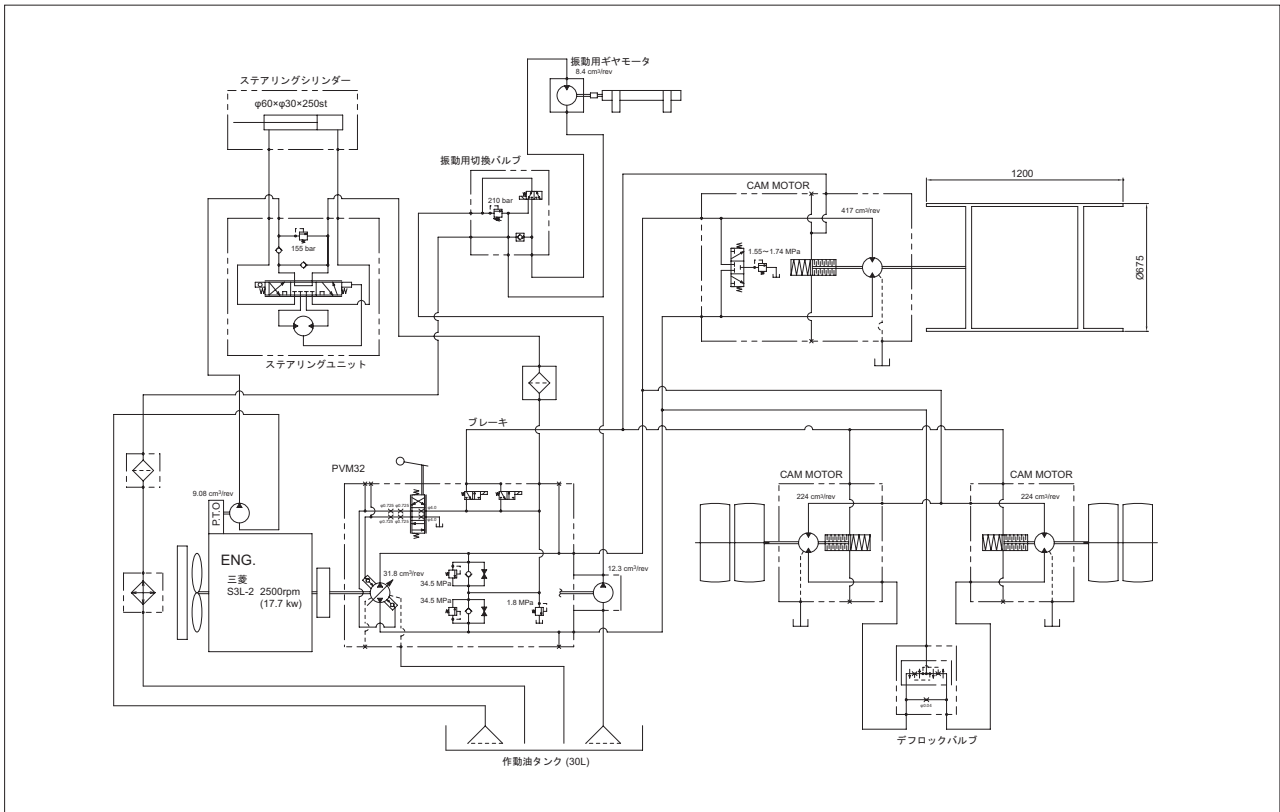 ステアリングシリンダー
φ60×φ30×250st
振動用ギヤモータ
8.4 cm³/rev
振動用切換バルブ
210 bar
155 bar
ステアリングユニット
CAM MOTOR
417 cm³/rev
1.55～1.74 MPa
1200
Ø675
ブレーキ
PVM32
9.08 cm³/rev
P.T.O
ENG.
三菱
S3L-2 2500rpm
(17.7 kw)
φ0.725 φ0.725
31.8 cm³/rev
34.5 MPa
34.5 MPa
1.8 MPa
12.3 cm³/rev
CAM MOTOR
224 cm³/rev
CAM MOTOR
224 cm³/rev
デフロックバルブ
作動油タンク (30L)